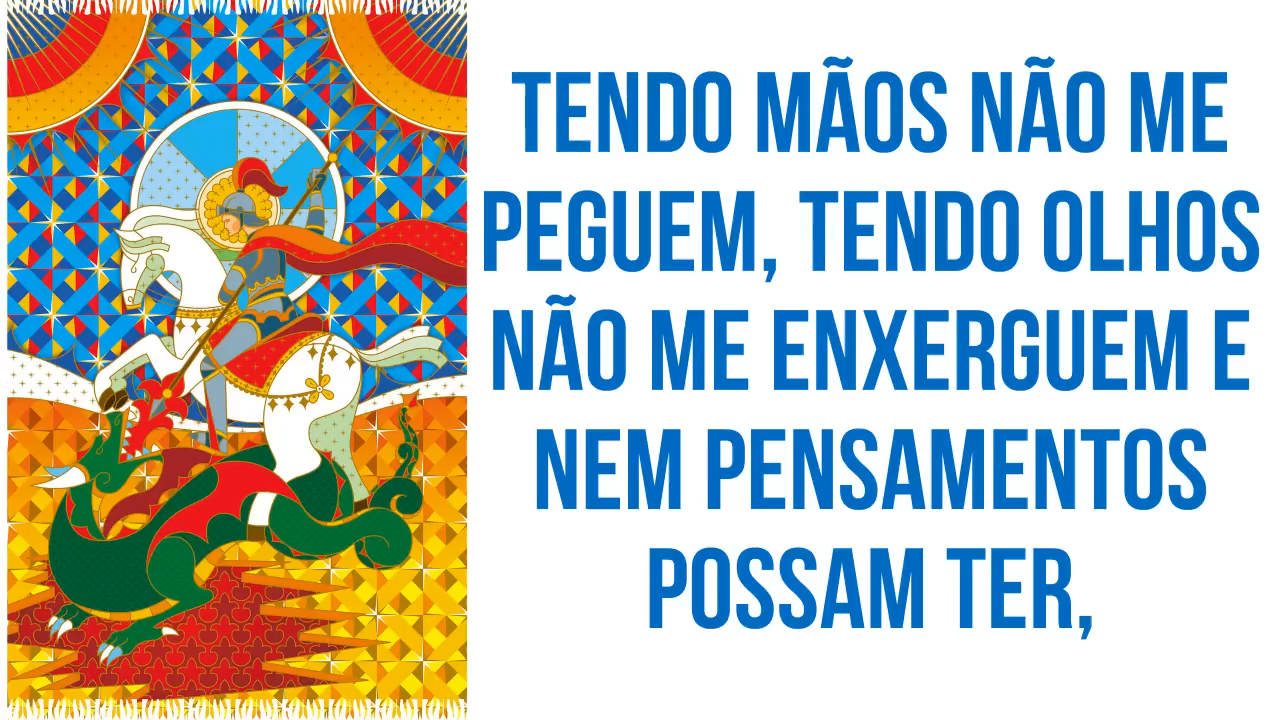 TENDO MÃOS NÃO ME
PEGUEM, TENDO OLHOS
NÃO ME ENXERGUEM E
NEM PENSAMENTOS
POSSAM TER,